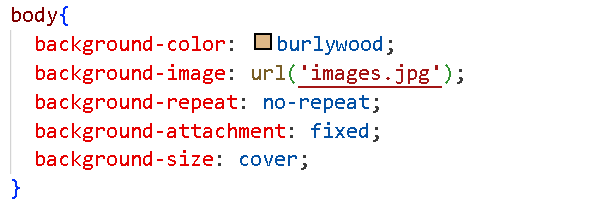 body{
background-color: burlywood;
background-image: url('images.jpg');
background-repeat: no-repeat;
background-attachment: fixed;
background-size: cover;
}